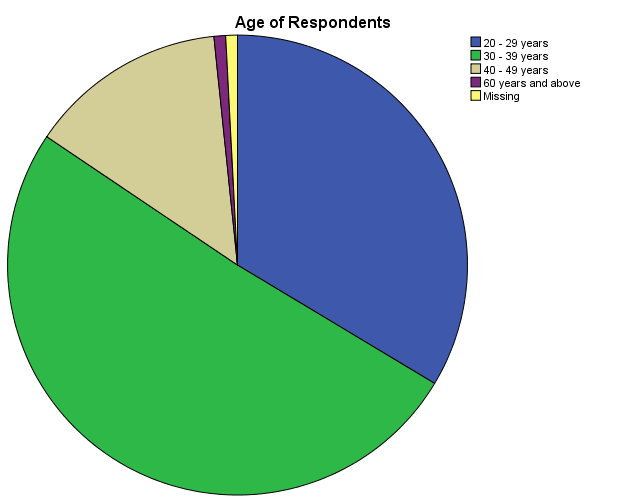 Age of Respondents
20 - 29 years
30 - 39 years
40 - 49 years
60 years and above
Missing